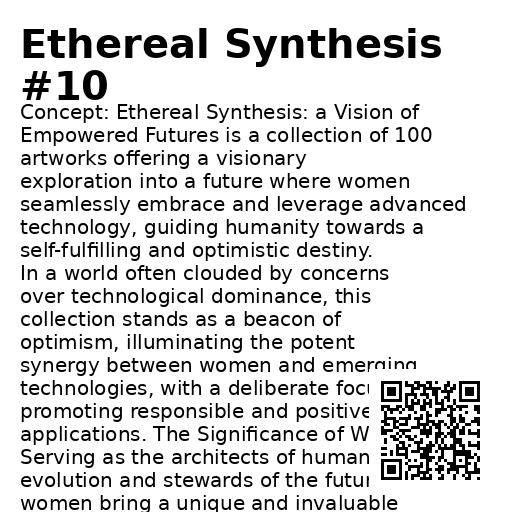 Ethereal Synthesis
#10
Concept: Ethereal Synthesis: a Vision of
Empowered Futures is a collection of 100
artworks offering a visionary
exploration into a future where women
seamlessly embrace and leverage advanced
technology, guiding humanity towards a
self-fulfilling and optimistic destiny.
In a world often clouded by concerns
over technological dominance, this
collection stands as a beacon of
optimism, illuminating the potent
synergy between women and emerging
technologies, with a deliberate
promoting responsible and positive
applications. The Significance of
Serving as the architects of human
evolution and stewards of the
women bring a unique and invaluable